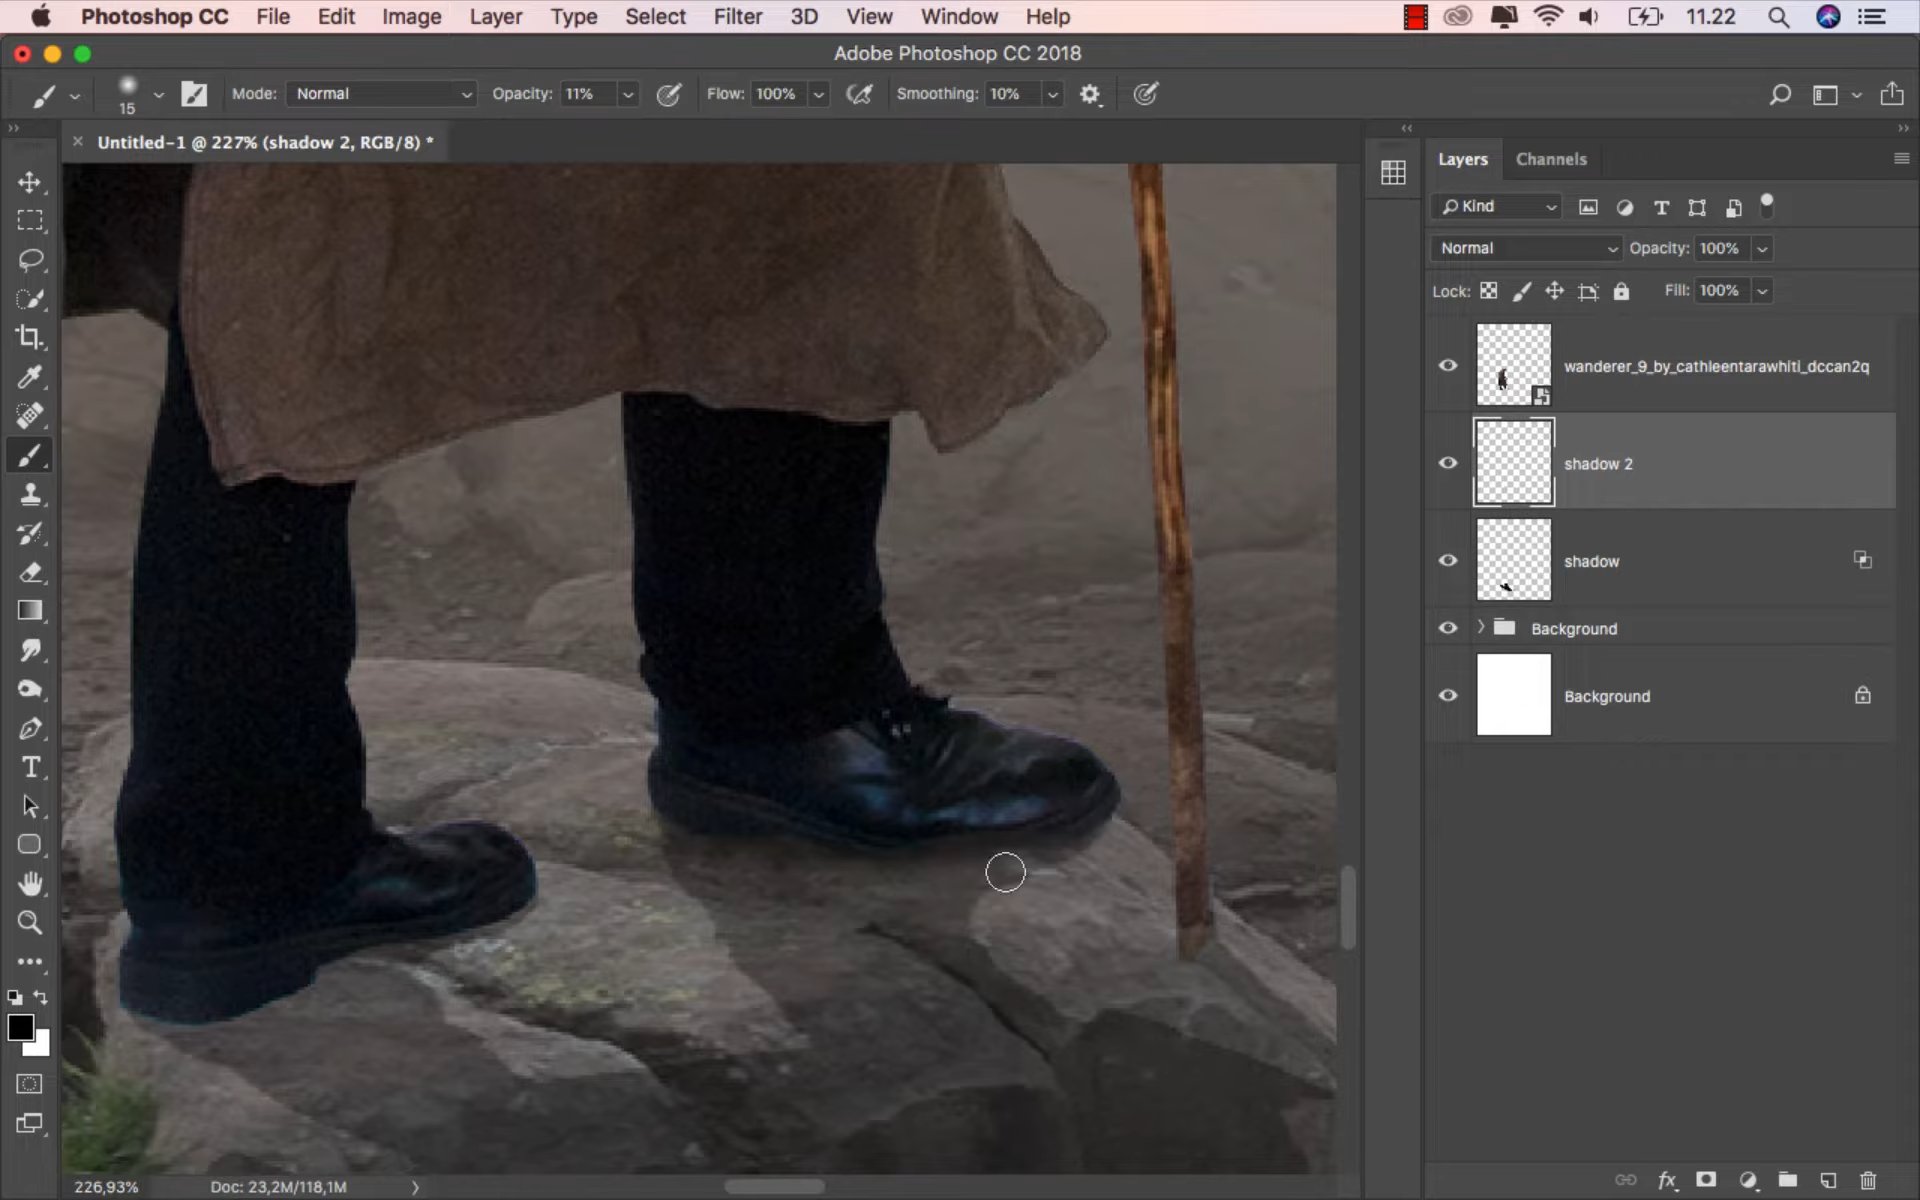 Photoshop CC File Edit Image Layer Type Select Filter 3D View Window Help 11.22
Adobe Photoshop CC 2018
15 Mode: Normal Opacity: 11% Flow: 100% Smoothing: 10%
Untitled-1 @ 227% (shadow 2, RGB/8) *
Layers Channels
Kind
Normal Opacity: 100%
Lock: Fill: 100%
wanderer_9_by_cathleentarawhiti_dccan2q
shadow 2
shadow
Background
Background
226,93% Doc: 23,2M/118,1M